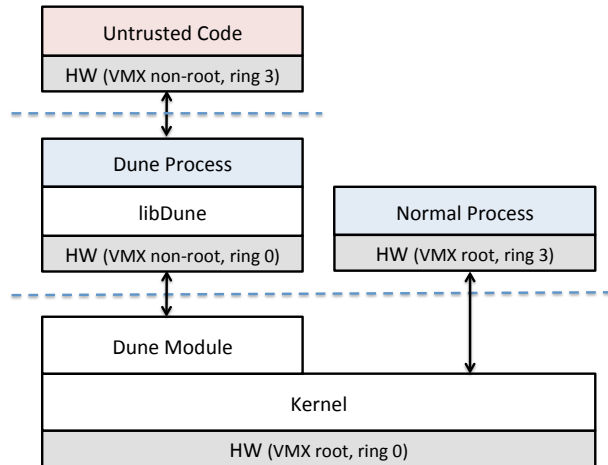 Untrusted Code
HW (VMX non-root, ring 3)
Dune Process
libDune
HW (VMX non-root, ring 0)
Normal Process
HW (VMX root, ring 3)
Dune Module
Kernel
HW (VMX root, ring 0)